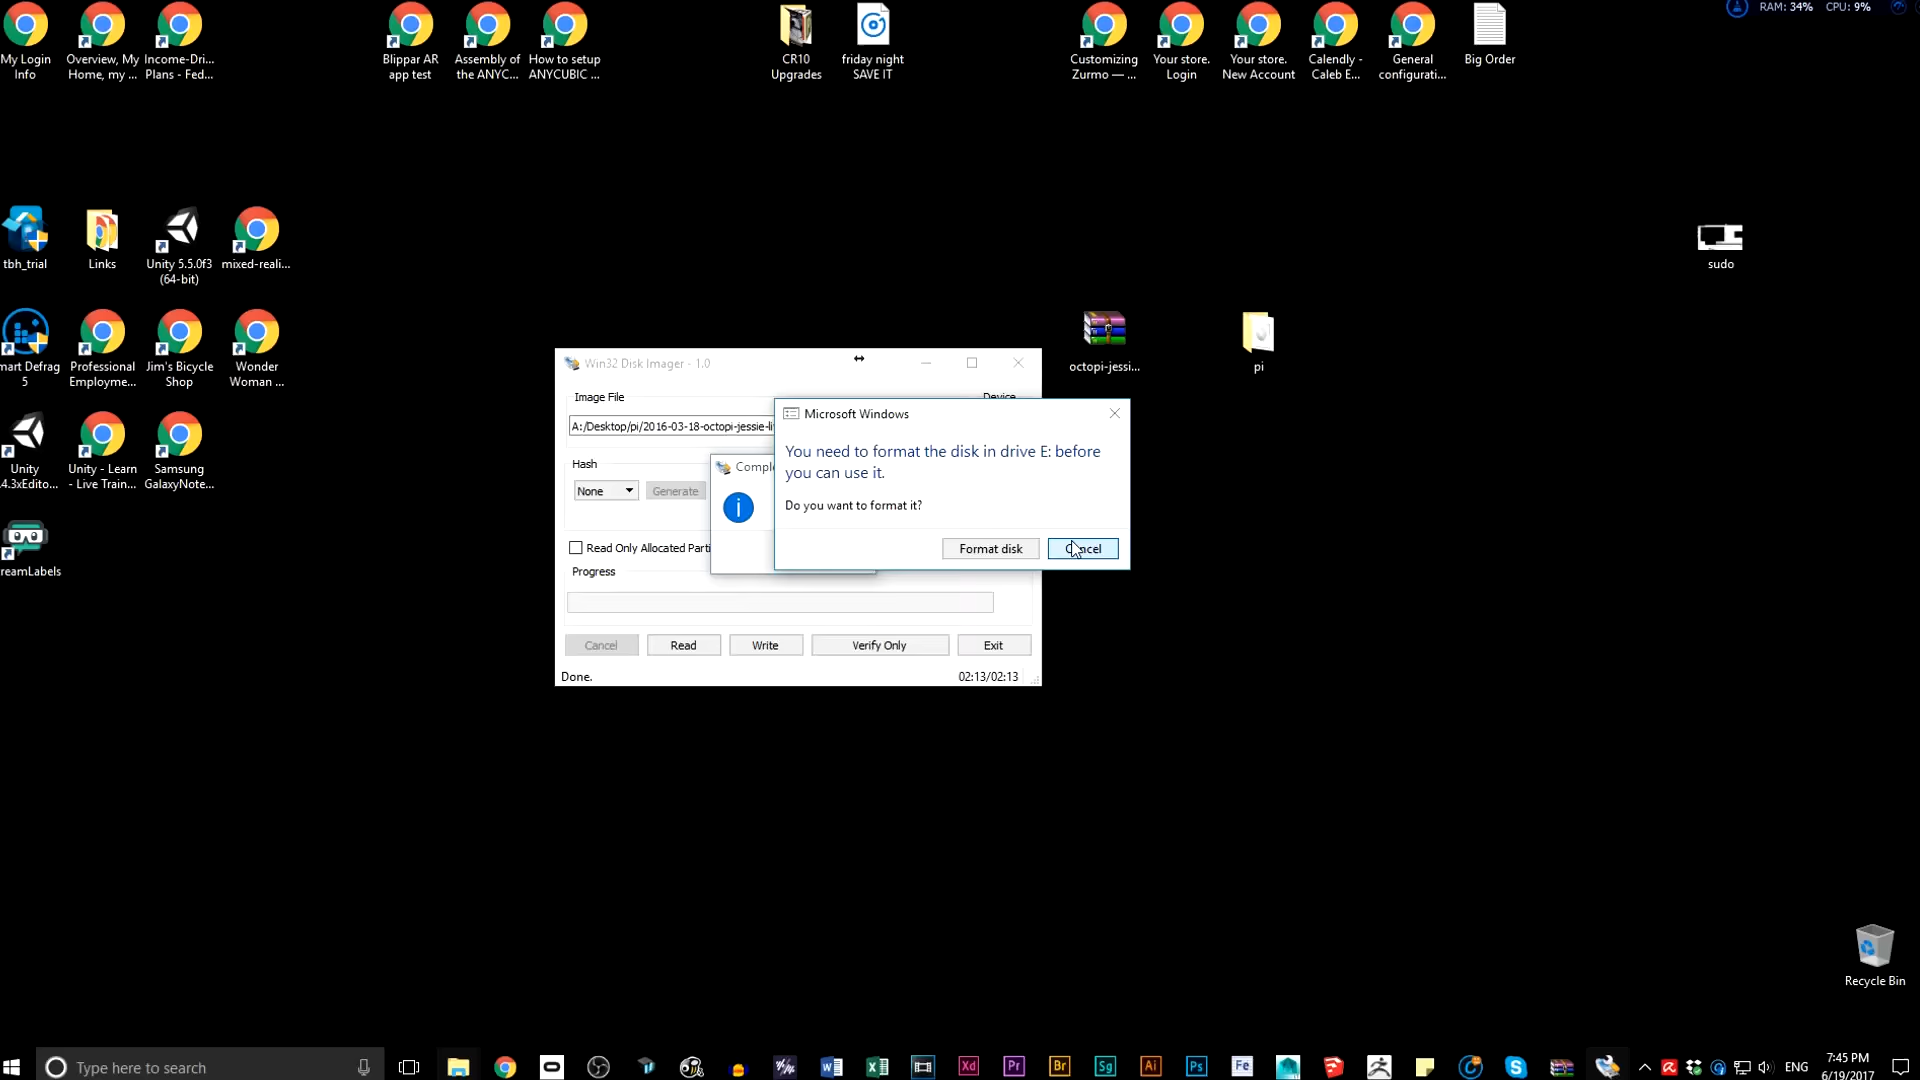 RAM: 34% CPU: 9%
My Login
Info
Overview, My
Home, my ...
Income-Dri...
Plans - Fed...
Blippar AR
app test
Assembly of
the ANYC...
How to setup
ANYCUBIC ...
CR10
Upgrades
friday night
SAVE IT
Customizing
Zurmo — ...
Your store.
Login
Your store.
New Account
Calendly -
Caleb E...
General
configurati...
Big Order
tbh_trial
Links
Unity 5.5.0f3
(64-bit)
mixed-reali...
sudo
mart Defrag
5
Professional
Employme...
Jim's Bicycle
Shop
Wonder
Woman ...
octopi-jessi...
pi
Unity
.4.3xEdito...
Unity - Learn
- Live Train...
Samsung
GalaxyNote...
reamLabels
Win32 Disk Imager - 1.0
Image File
Device
A:/Desktop/pi/2016-03-18-octopi-jessie-li
Hash
None
Generate
Read Only Allocated Parti
Progress
Cancel
Read
Write
Verify Only
Exit
Done.
02:13/02:13
Comple
Microsoft Windows
You need to format the disk in drive E: before
you can use it.
Do you want to format it?
Format disk
Recycle Bin
Type here to search
Xd
Pr
Br
Sg
Ai
Ps
Fe
ENG
7:45 PM
6/19/2017